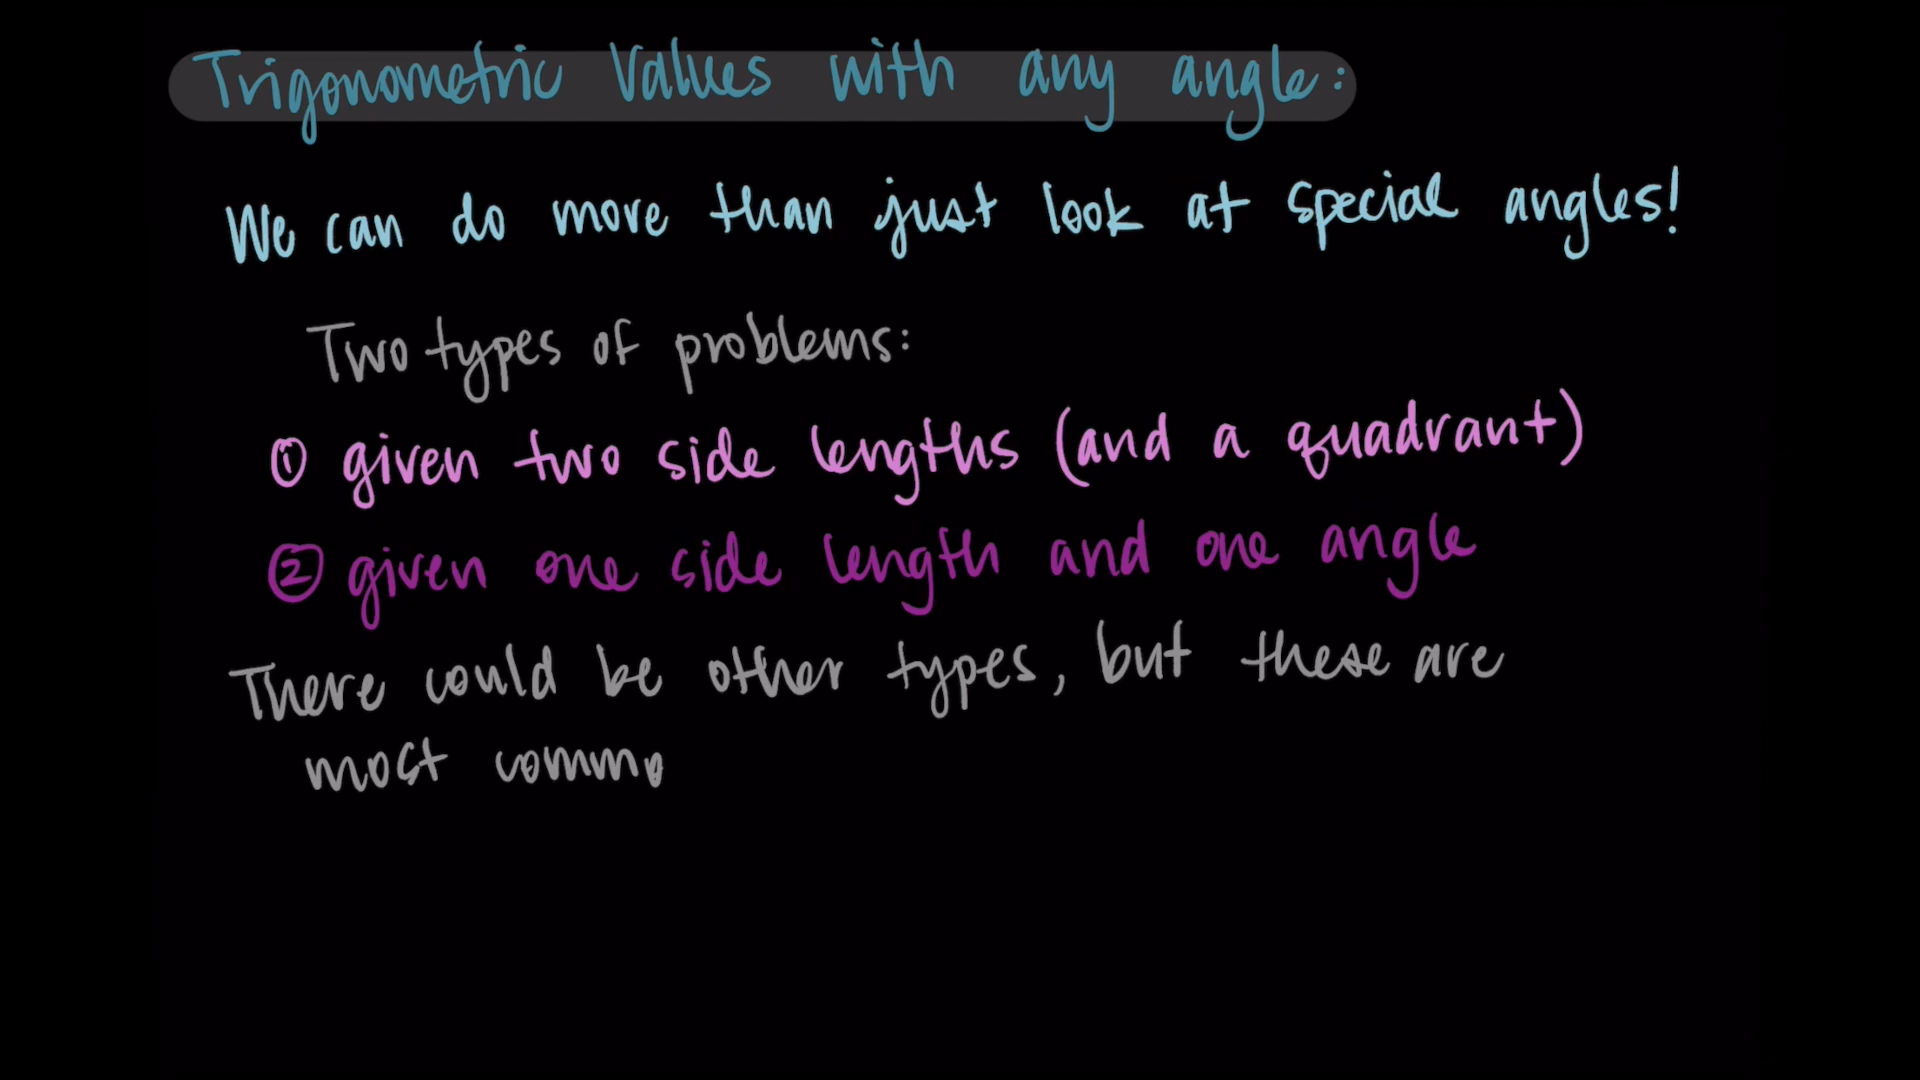 Trigonometric Values with any angle:
We can do more than just look at special angles!
Two types of problems:
① given two side lengths (and a quadrant)
② given one side length and one angle
There could be other types, but these are
most commo